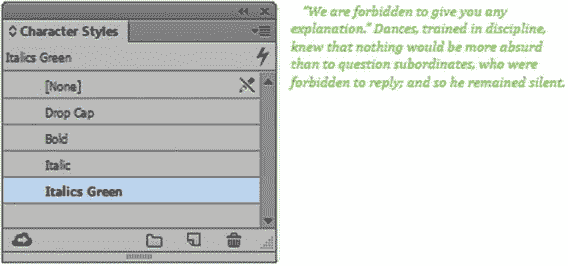 Character Styles
Italics Green
[None]
Drop Cap
Bold
Italic
Italics Green
“We are forbidden to give you any
explanation.” Dances, trained in discipline,
knew that nothing would be more absurd
than to question subordinates, who were
forbidden to reply; and so he remained silent.